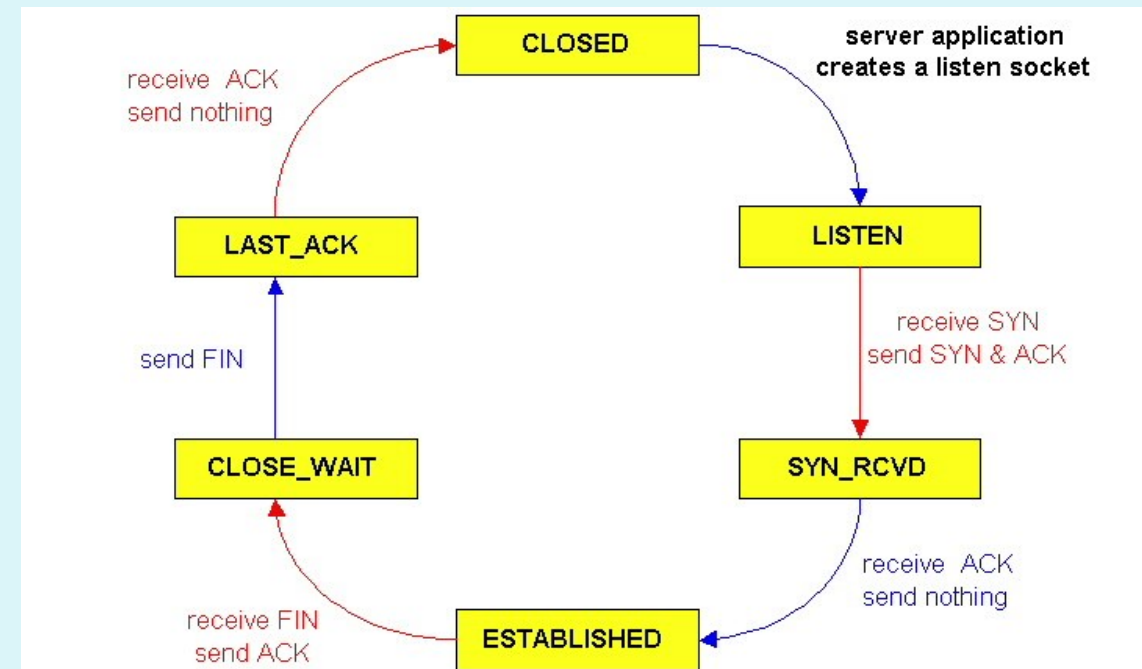 CLOSED
server application
creates a listen socket
receive ACK
send nothing
LAST_ACK
LISTEN
receive SYN
send SYN & ACK
send FIN
CLOSE_WAIT
SYN_RCVD
receive ACK
send nothing
receive FIN
send ACK
ESTABLISHED